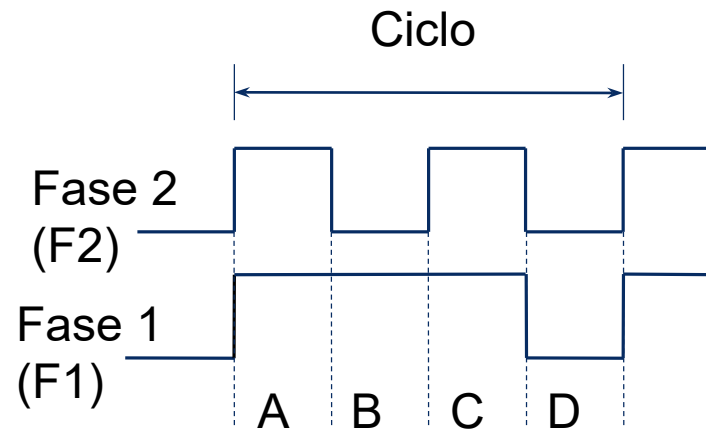 Ciclo
Fase 2
(F2)
Fase 1
(F1)
A B C D